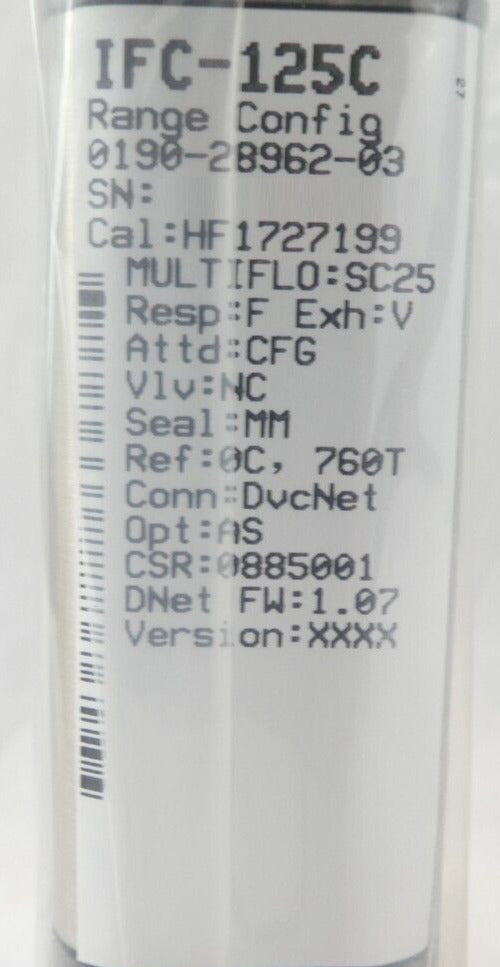 IFC-125C
27
Range Config
0190-28962-03
SN:
Cal:HF1727199
MULTIFLO:SC25
Resp:F Exh:V
Attd:CFG
Vlv:NC
Seal:MM
Ref:0C, 760T
Conn:DvcNet
Opt:AS
CSR:0885001
DNet FW:1.07
Version:XXXX